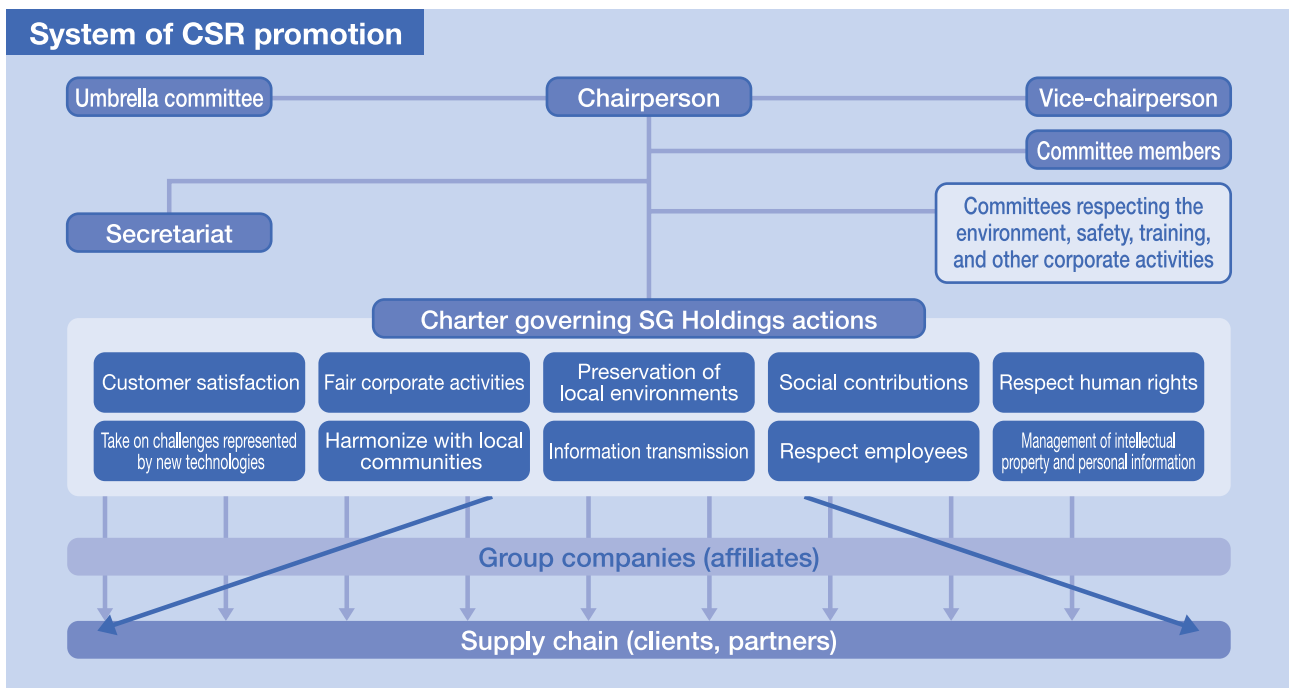 System of CSR promotion
Umbrella committee
Chairperson
Vice-chairperson
Committee members
Secretariat
Committees respecting the
environment, safety, training,
and other corporate activities
Charter governing SG Holdings actions
Customer satisfaction
Fair corporate activities
Preservation of
local environments
Social contributions
Respect human rights
Take on challenges represented
by new technologies
Harmonize with local
communities
Information transmission
Respect employees
Management of intellectual
property and personal information
Group companies (affiliates)
Supply chain (clients, partners)